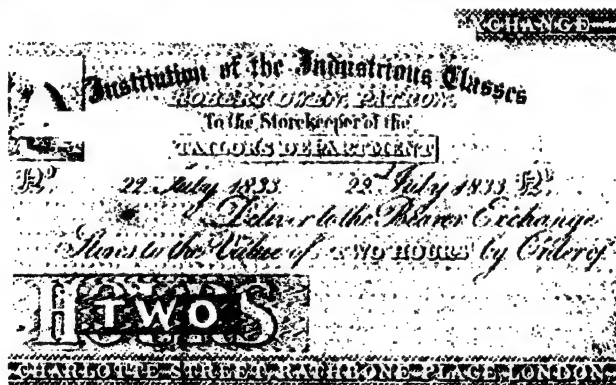 EXCHANGE
Institution of the Industrious Classes
ROBERT OWEN, PATRON.
To the Storekeeper of the
TAILORS DEPARTMENT
No 22 July 1833 22 July 1833 No
Deliver to the Bearer Exchange
Stores to the Value of TWO HOURS by Order of
HOURS
TWO
CHARLOTTE STREET, RATHBONE PLACE, LONDON